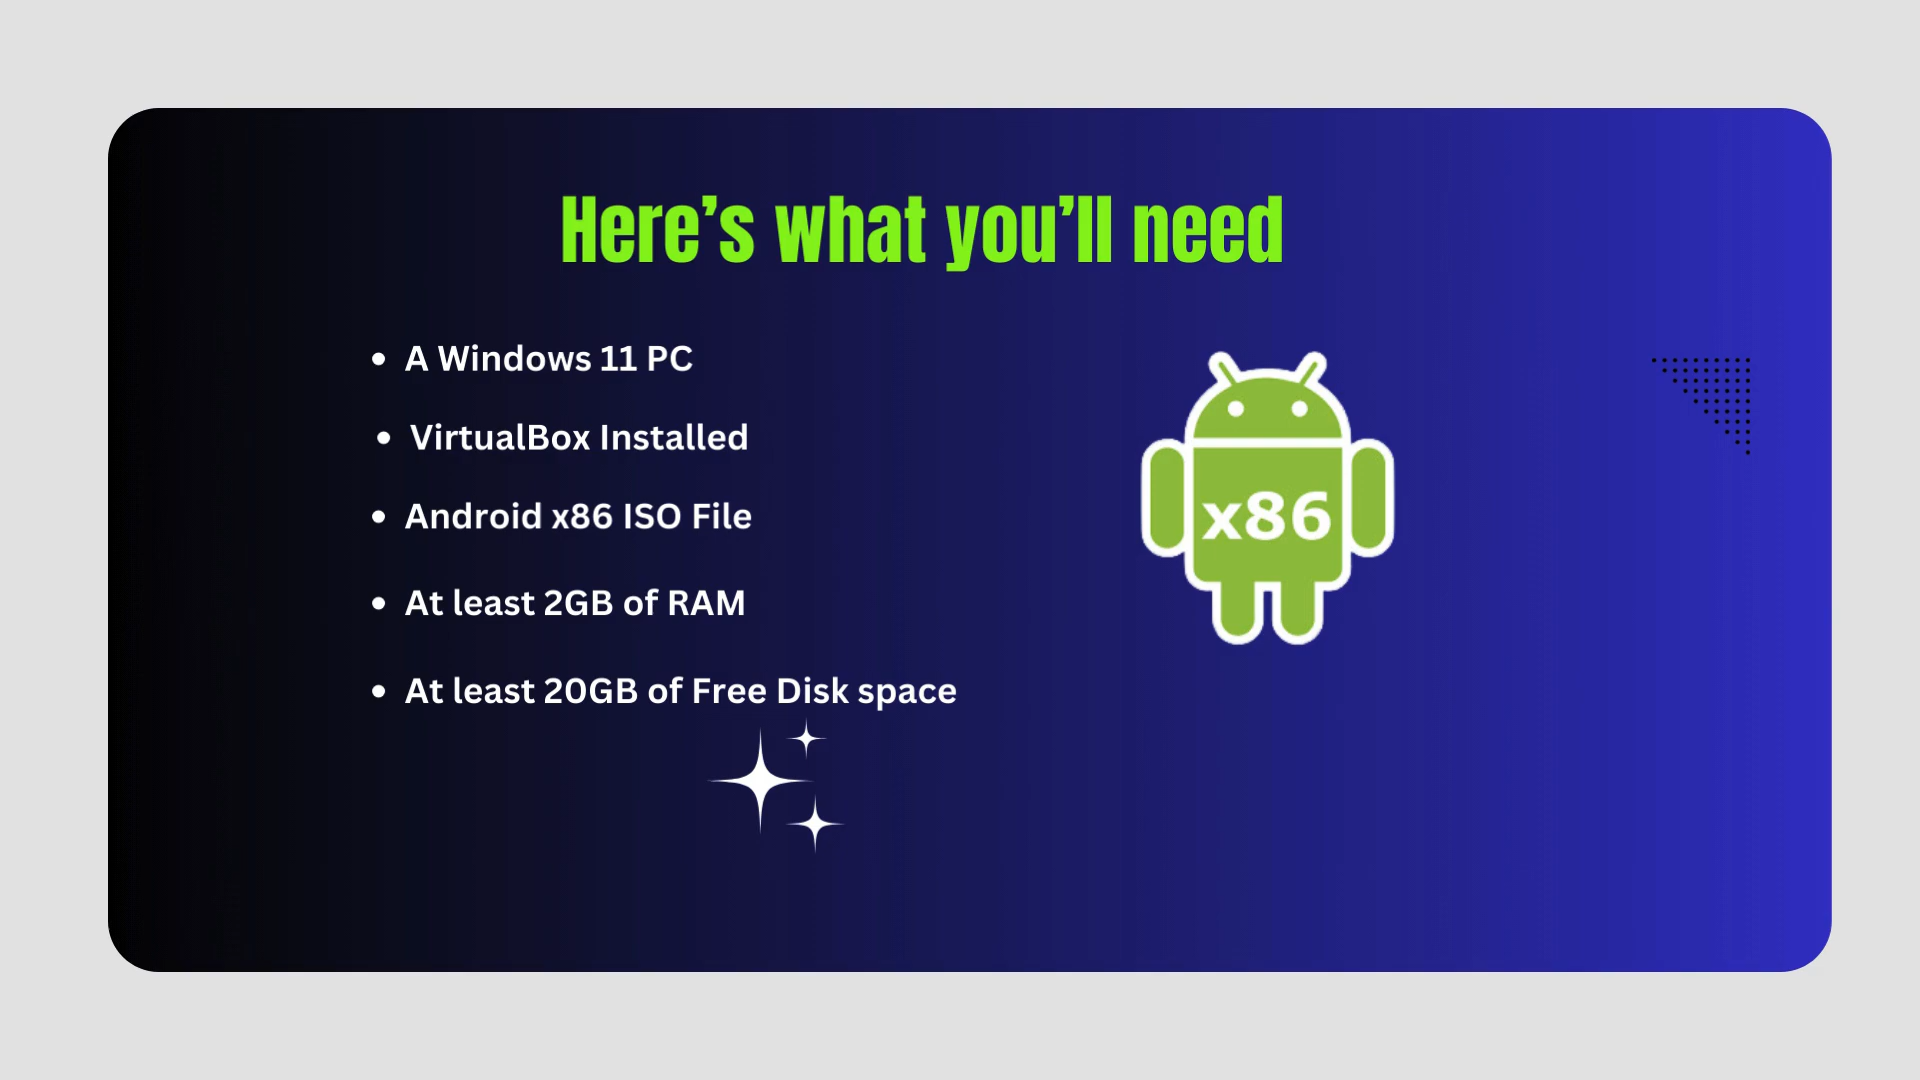 Here’s what you’ll need
A Windows 11 PC
VirtualBox Installed
Android x86 ISO File
At least 2GB of RAM
At least 20GB of Free Disk space
x86